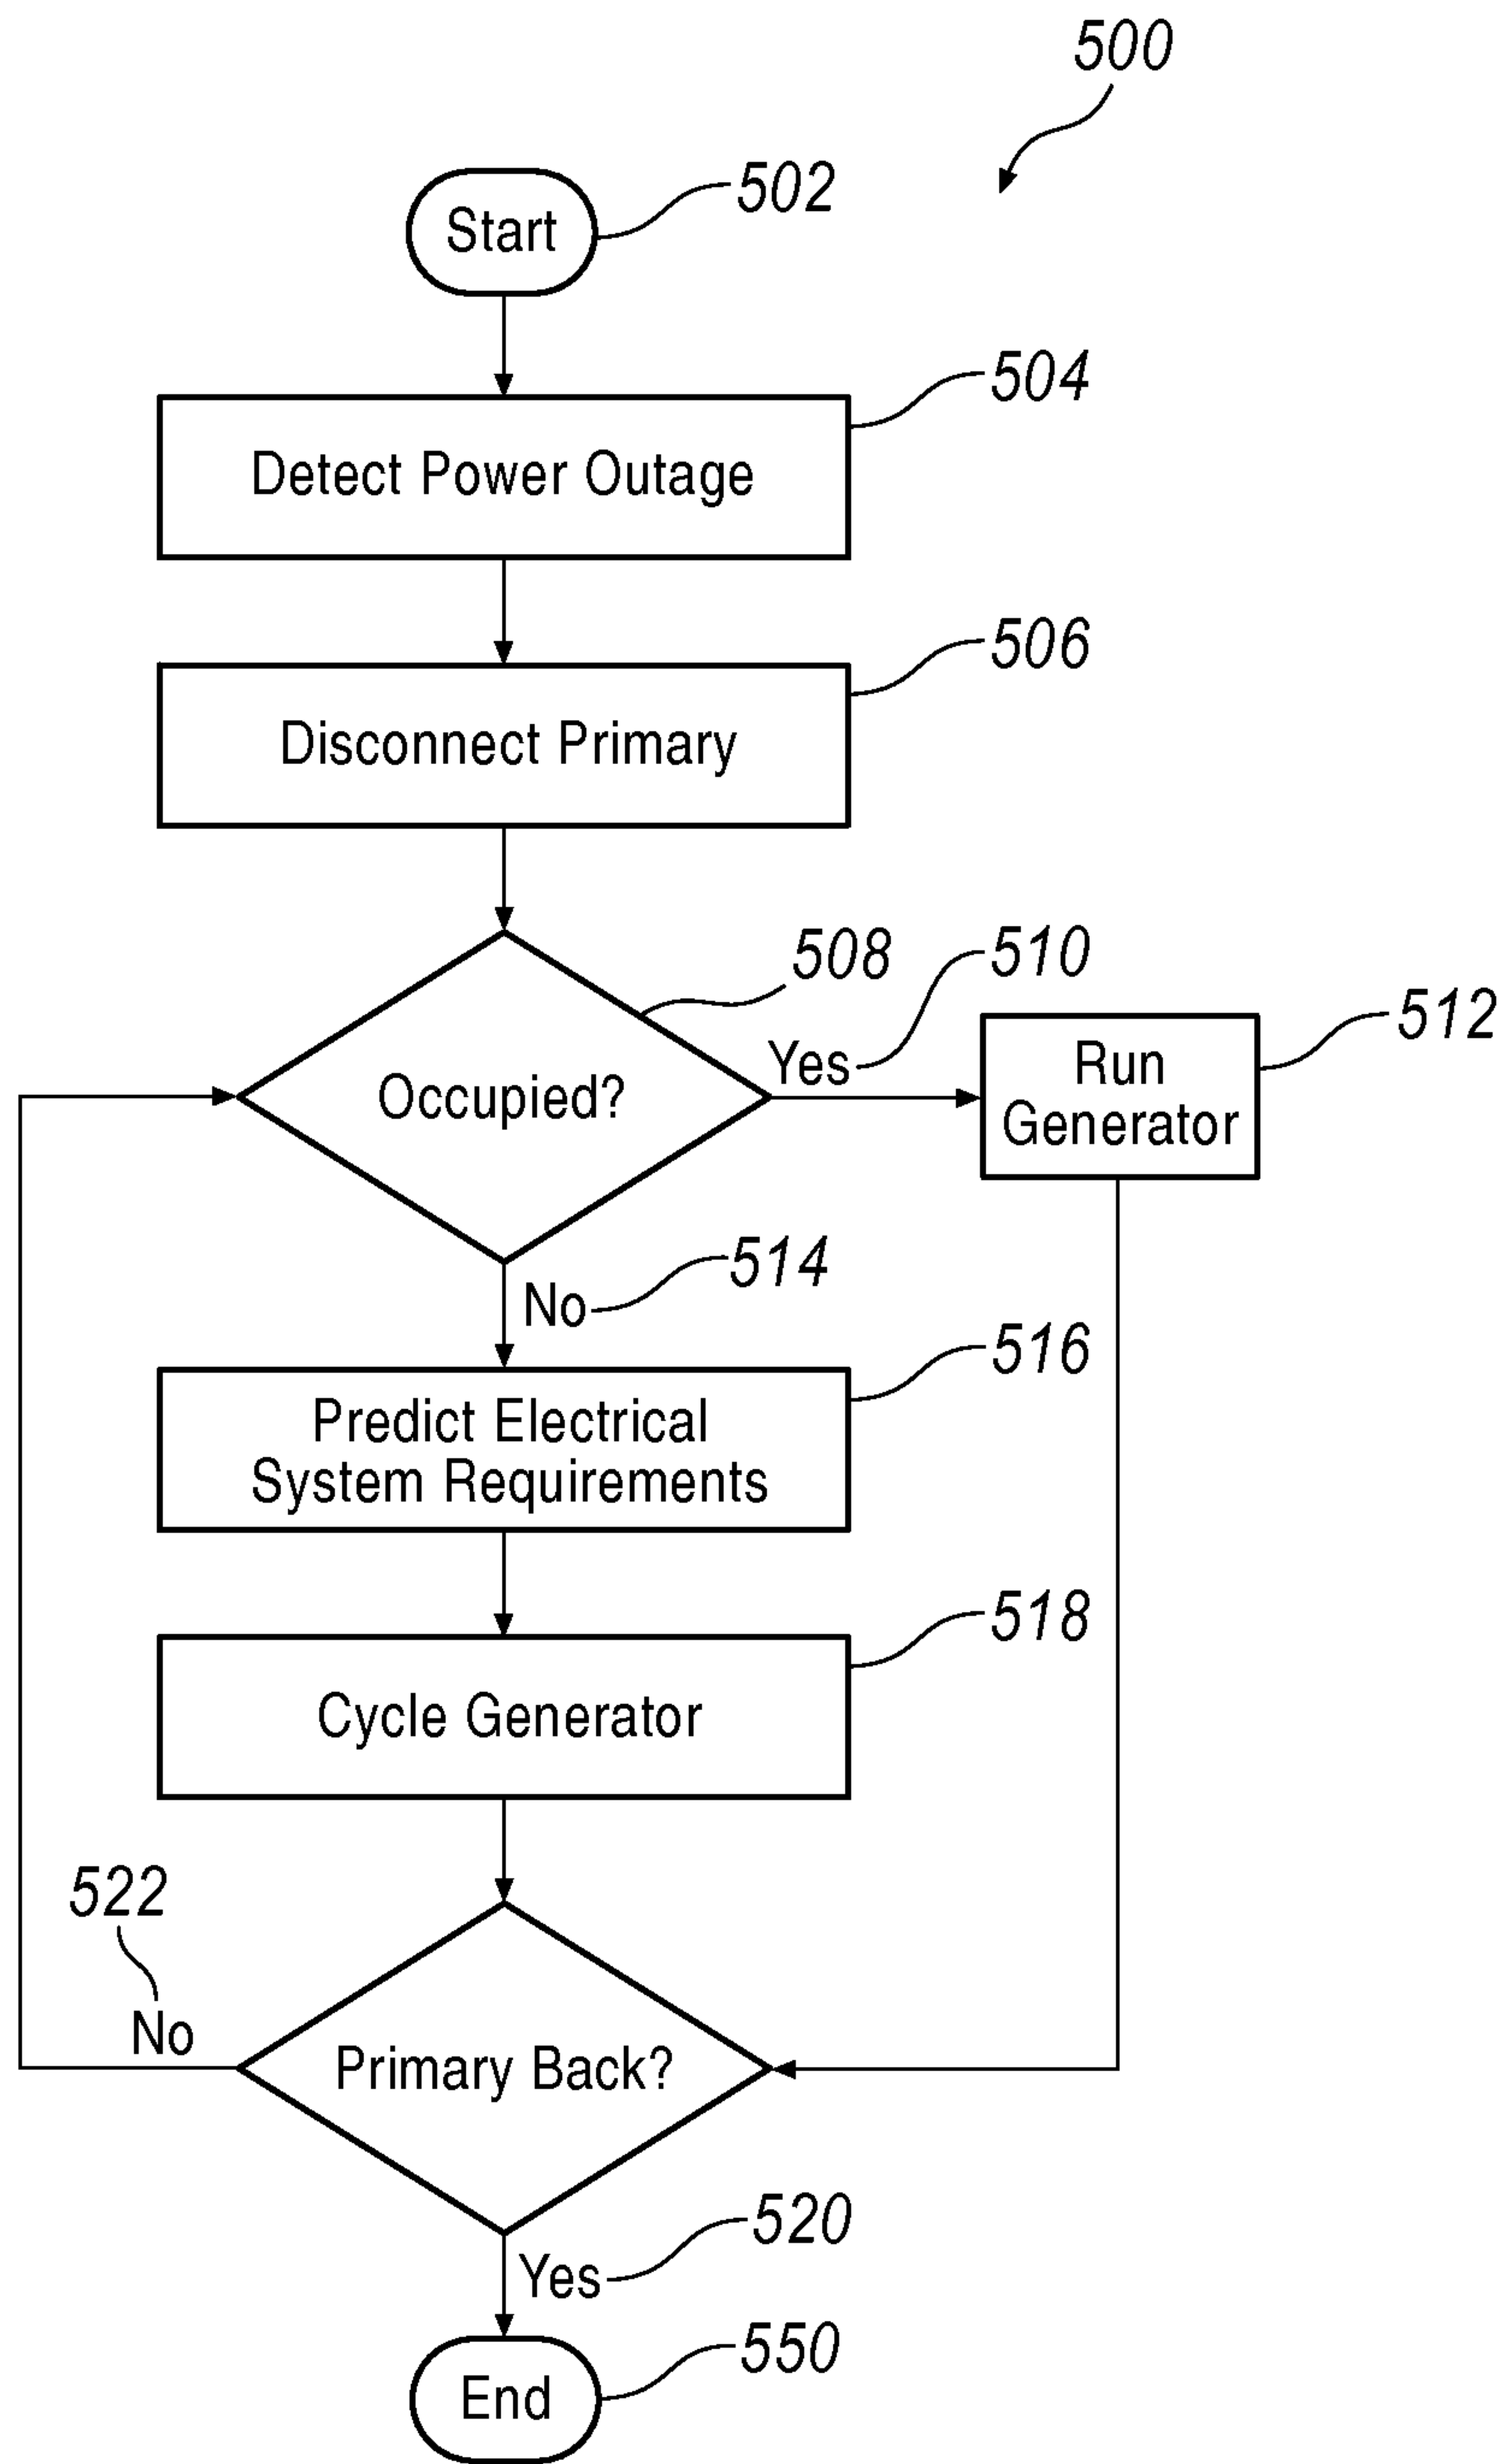 500
502
Start
504
Detect Power Outage
506
Disconnect Primary
508
510
Occupied?
Yes
512
Run
Generator
514
No
516
Predict Electrical
System Requirements
518
Cycle Generator
522
No
Primary Back?
520
Yes
550
End